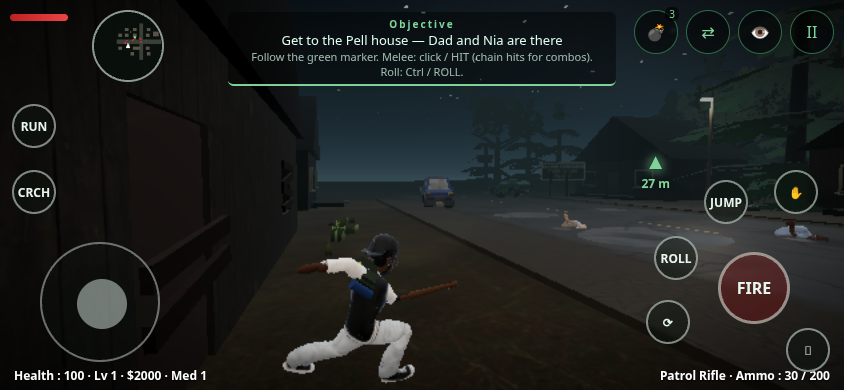 Objective
Get to the Pell house — Dad and Nia are there
Follow the green marker. Melee: click / HIT (chain hits for combos).
Roll: Ctrl / ROLL.
3
II
RUN
CRCH
27 m
JUMP
ROLL
FIRE
Health : 100 · Lv 1 · $2000 · Med 1
Patrol Rifle · Ammo : 30 / 200